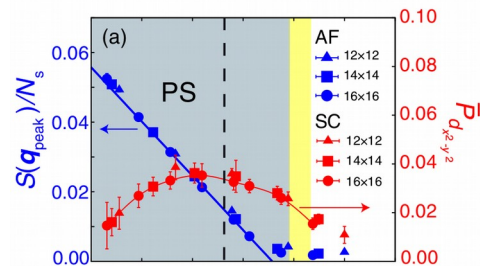 (a)
PS
S(q_peak)/N_s
0.06
0.04
0.02
0.00
AF
12×12
14×14
16×16
SC
12×12
14×14
16×16
0.10
0.08
0.06
0.04
0.02
0.00
P̄_d_x²-y²